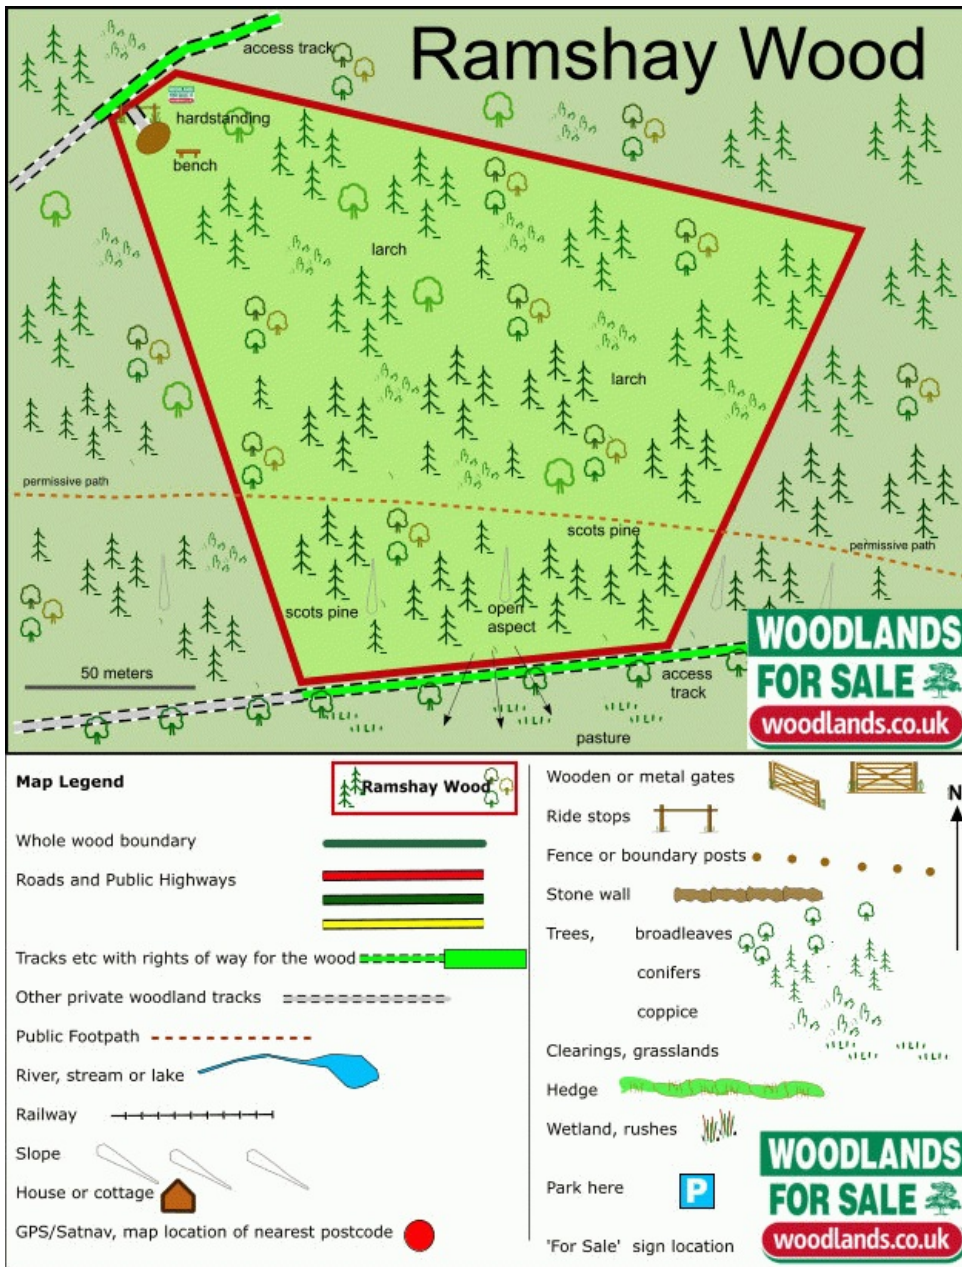 Ramshay Wood
access track
hardstanding
bench
larch
larch
permissive path
scots pine
permissive path
scots pine
open
aspect
50 meters
access
track
pasture
WOODLANDS
FOR SALE
woodlands.co.uk
Map Legend
Ramshay Wood
Whole wood boundary
Roads and Public Highways
Tracks etc with rights of way for the wood
Other private woodland tracks
Public Footpath
River, stream or lake
Railway
Slope
House or cottage
GPS/Satnav, map location of nearest postcode
Wooden or metal gates
N
Ride stops
Fence or boundary posts
Stone wall
Trees, broadleaves
conifers
coppice
Clearings, grasslands
Hedge
Wetland, rushes
Park here
P
'For Sale' sign location
WOODLANDS
FOR SALE
woodlands.co.uk